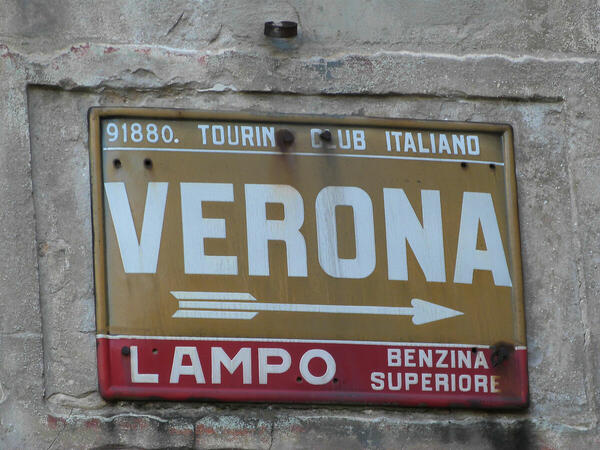 91880. TOURING CLUB ITALIANO
VERONA
LAMPO BENZINA
SUPERIORE